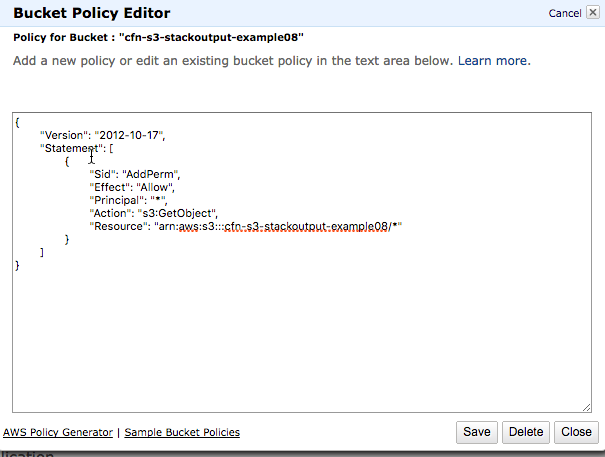 Bucket Policy Editor
Cancel
Policy for Bucket : "cfn-s3-stackoutput-example08"
Add a new policy or edit an existing bucket policy in the text area below. Learn more.
{
"Version": "2012-10-17",
"Statement": [
{
"Sid": "AddPerm",
"Effect": "Allow",
"Principal": "*",
"Action": "s3:GetObject",
"Resource": "arn:aws:s3:::cfn-s3-stackoutput-example08/*"
}
]
}
AWS Policy Generator | Sample Bucket Policies
Save Delete Close